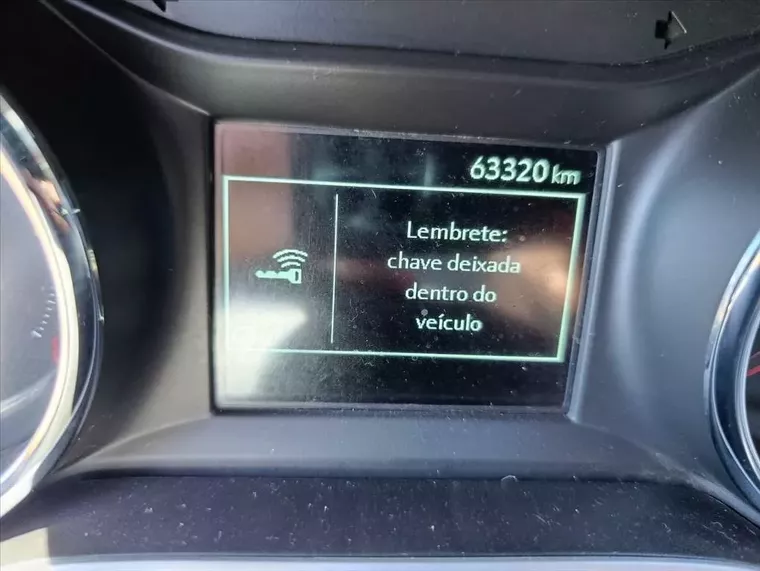 63320 km
Lembrete:
chave deixada
dentro do
veículo